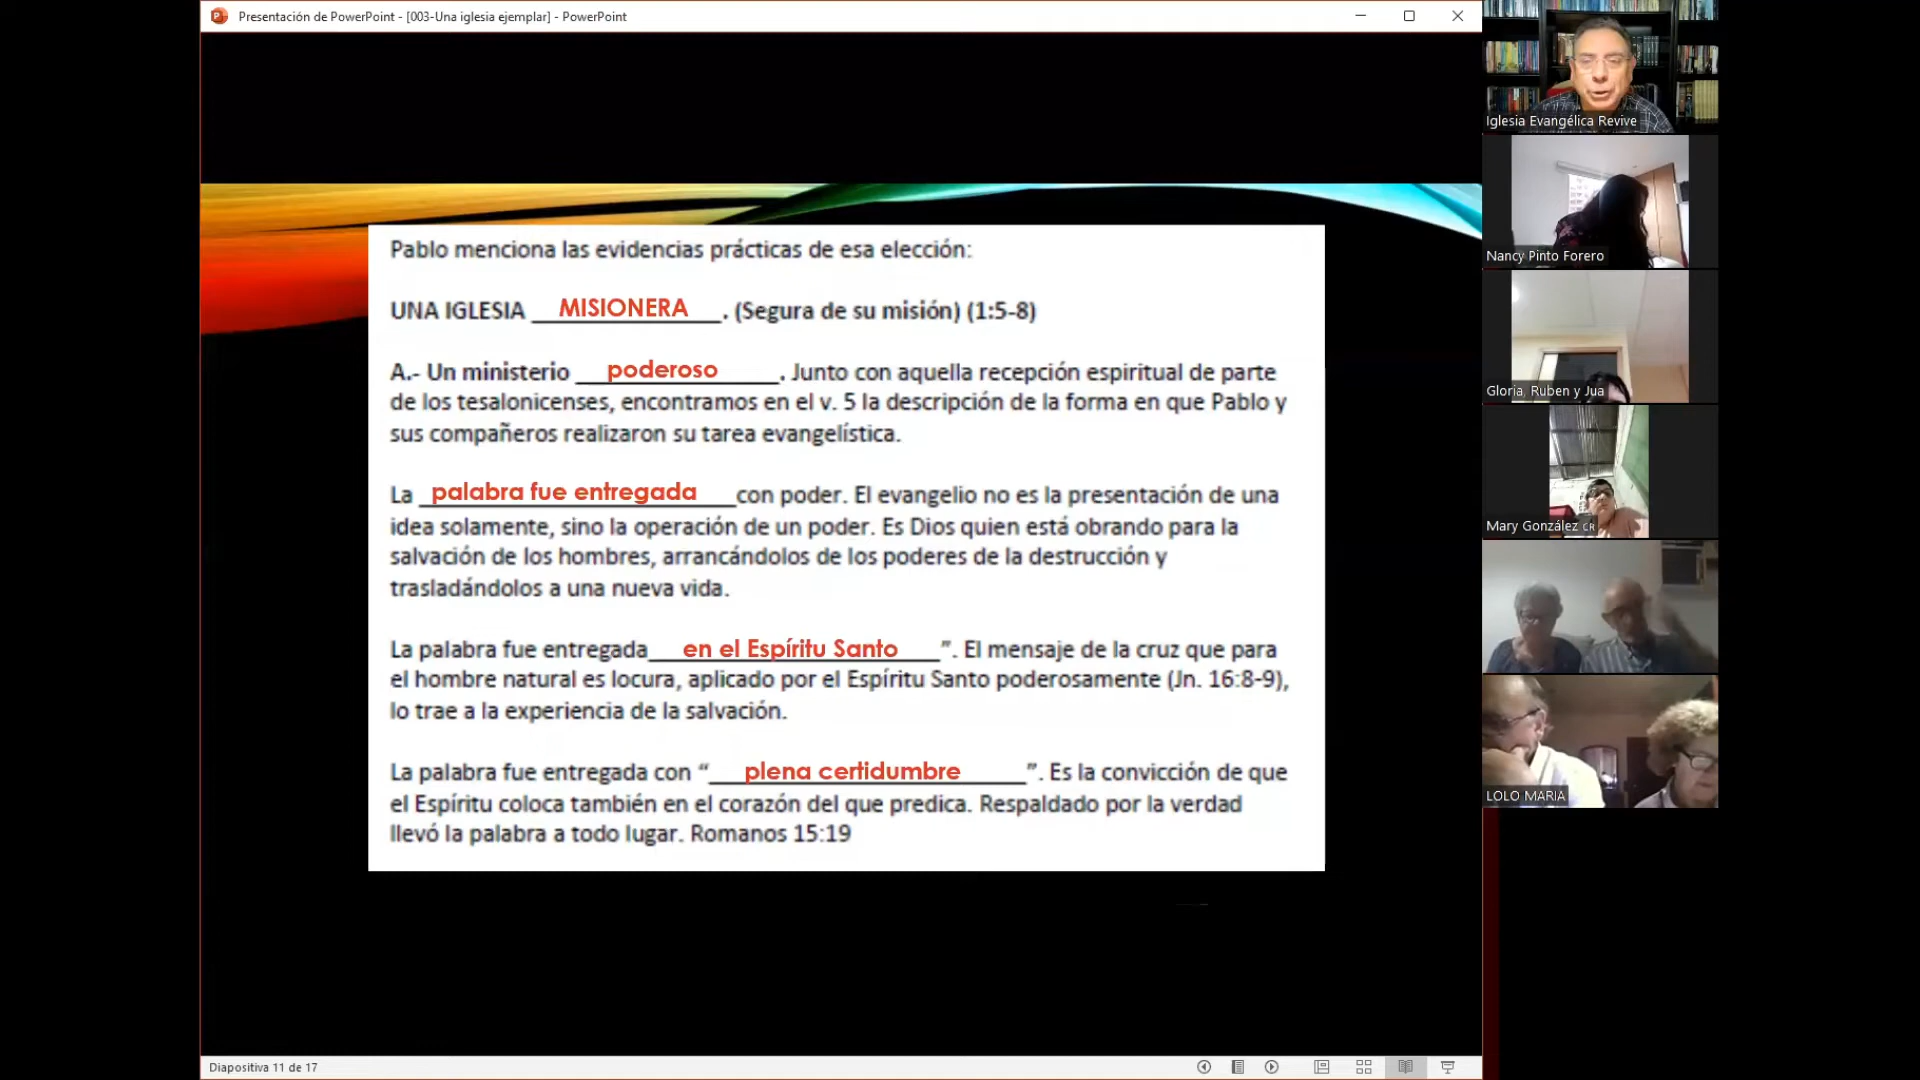 Presentación de PowerPoint - [003-Una iglesia ejemplar] - PowerPoint
Pablo menciona las evidencias prácticas de esa elección:
UNA IGLESIA MISIONERA. (Segura de su misión) (1:5-8)
A.- Un ministerio poderoso. Junto con aquella recepción espiritual de parte
de los tesalonicenses, encontramos en el v. 5 la descripción de la forma en que Pablo y
sus compañeros realizaron su tarea evangelística.
La palabra fue entregada con poder. El evangelio no es la presentación de una
idea solamente, sino la operación de un poder. Es Dios quien está obrando para la
salvación de los hombres, arrancándolos de los poderes de la destrucción y
trasladándolos a una nueva vida.
La palabra fue entregada en el Espíritu Santo”. El mensaje de la cruz que para
el hombre natural es locura, aplicado por el Espíritu Santo poderosamente (Jn. 16:8-9),
lo trae a la experiencia de la salvación.
La palabra fue entregada con “plena certidumbre”. Es la convicción de que
el Espíritu coloca también en el corazón del que predica. Respaldado por la verdad
llevó la palabra a todo lugar. Romanos 15:19
Diapositiva 11 de 17
Iglesia Evangélica Revive
Nancy Pinto Forero
Gloria, Ruben y Jua
Mary González CR
LOLO MARIA